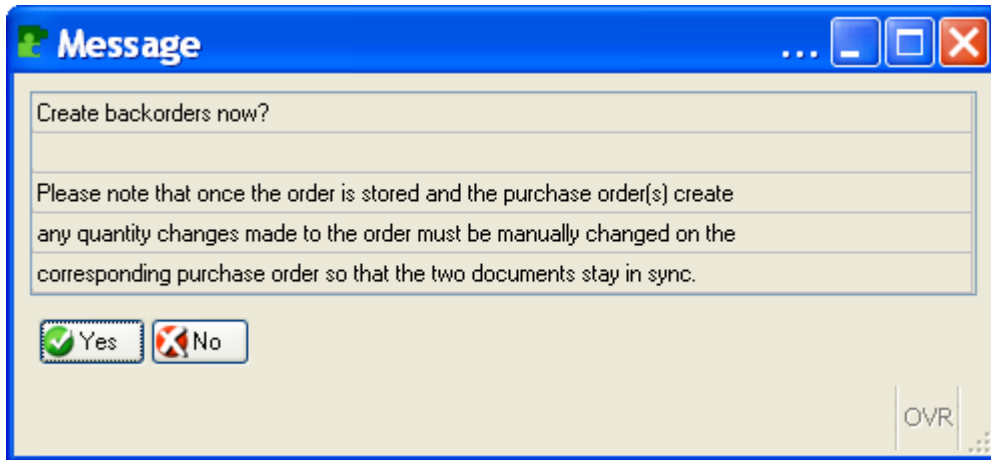 Message
...
Create backorders now?
Please note that once the order is stored and the purchase order(s) create
any quantity changes made to the order must be manually changed on the
corresponding purchase order so that the two documents stay in sync.
Yes No
OVR